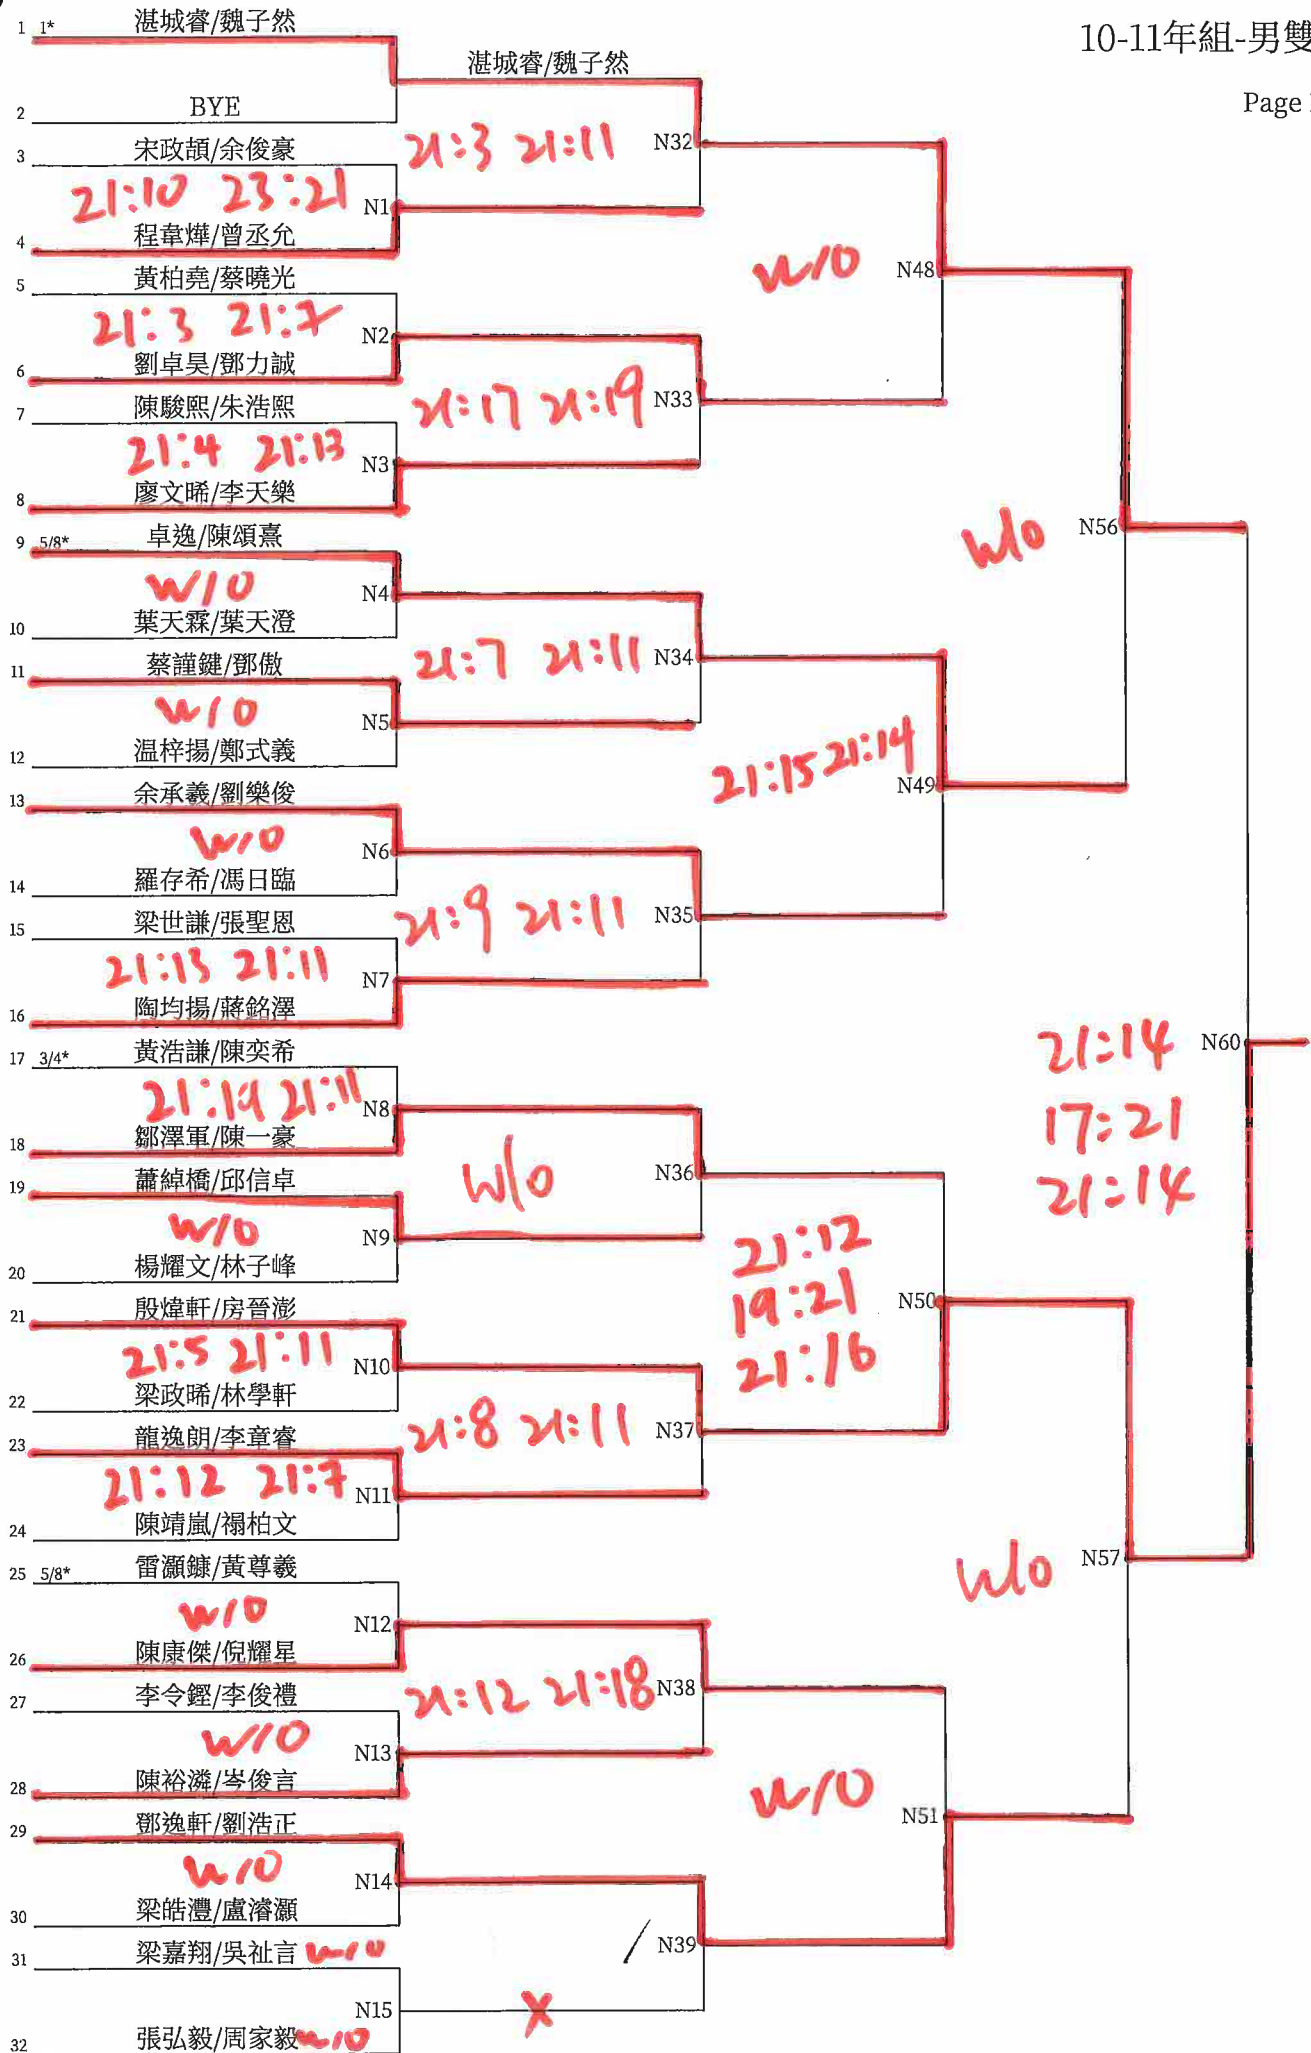 10-11年組-男雙
Page
1 1* 湛城睿/魏子然
湛城睿/魏子然
2 BYE
3 宋政頡/余俊豪
21:3 21:11 N32
21:10 23:21 N1
4 程韋燁/曾丞允
5 黃柏堯/蔡曉光
W/O N48
21:3 21:7 N2
6 劉卓昊/鄧力誠
7 陳駿熙/朱浩熙
21:17 21:19 N33
21:4 21:13 N3
8 廖文晞/李天樂
9 5/8* 卓逸/陳頌熹
W/O N56
W/O N4
10 葉天霖/葉天澄
11 蔡謹鍵/鄧傲
21:7 21:11 N34
W/O N5
12 温梓揚/鄭式義
13 余承羲/劉樂俊
21:15 21:14 N49
W/O N6
14 羅存希/馮日臨
15 梁世謙/張聖恩
21:9 21:11 N35
21:13 21:11 N7
16 陶均揚/蔣銘澤
17 3/4* 黃浩謙/陳奕希
21:14 N60
17:21
21:14
21:19 21:11 N8
18 鄒澤軍/陳一豪
19 蕭綽橋/邱信卓
W/O N36
W/O N9
20 楊耀文/林子峰
21 殷煒軒/房晉澎
21:12
19:21 N50
21:16
21:5 21:11 N10
22 梁政晞/林學軒
23 龍逸朗/李章睿
21:8 21:11 N37
21:12 21:7 N11
24 陳靖嵐/禤柏文
25 5/8* 雷灝鏮/黃尊羲
W/O N57
W/O N12
26 陳康傑/倪耀星
27 李令鏗/李俊禮
21:12 21:18 N38
W/O N13
28 陳裕潾/岑俊言
29 鄧逸軒/劉浩正
W/O N51
W/O N14
30 梁皓灃/盧濬灝
31 梁嘉翔/吳祉言 W/O
/ N39
N15 X
32 張弘毅/周家毅 W/O